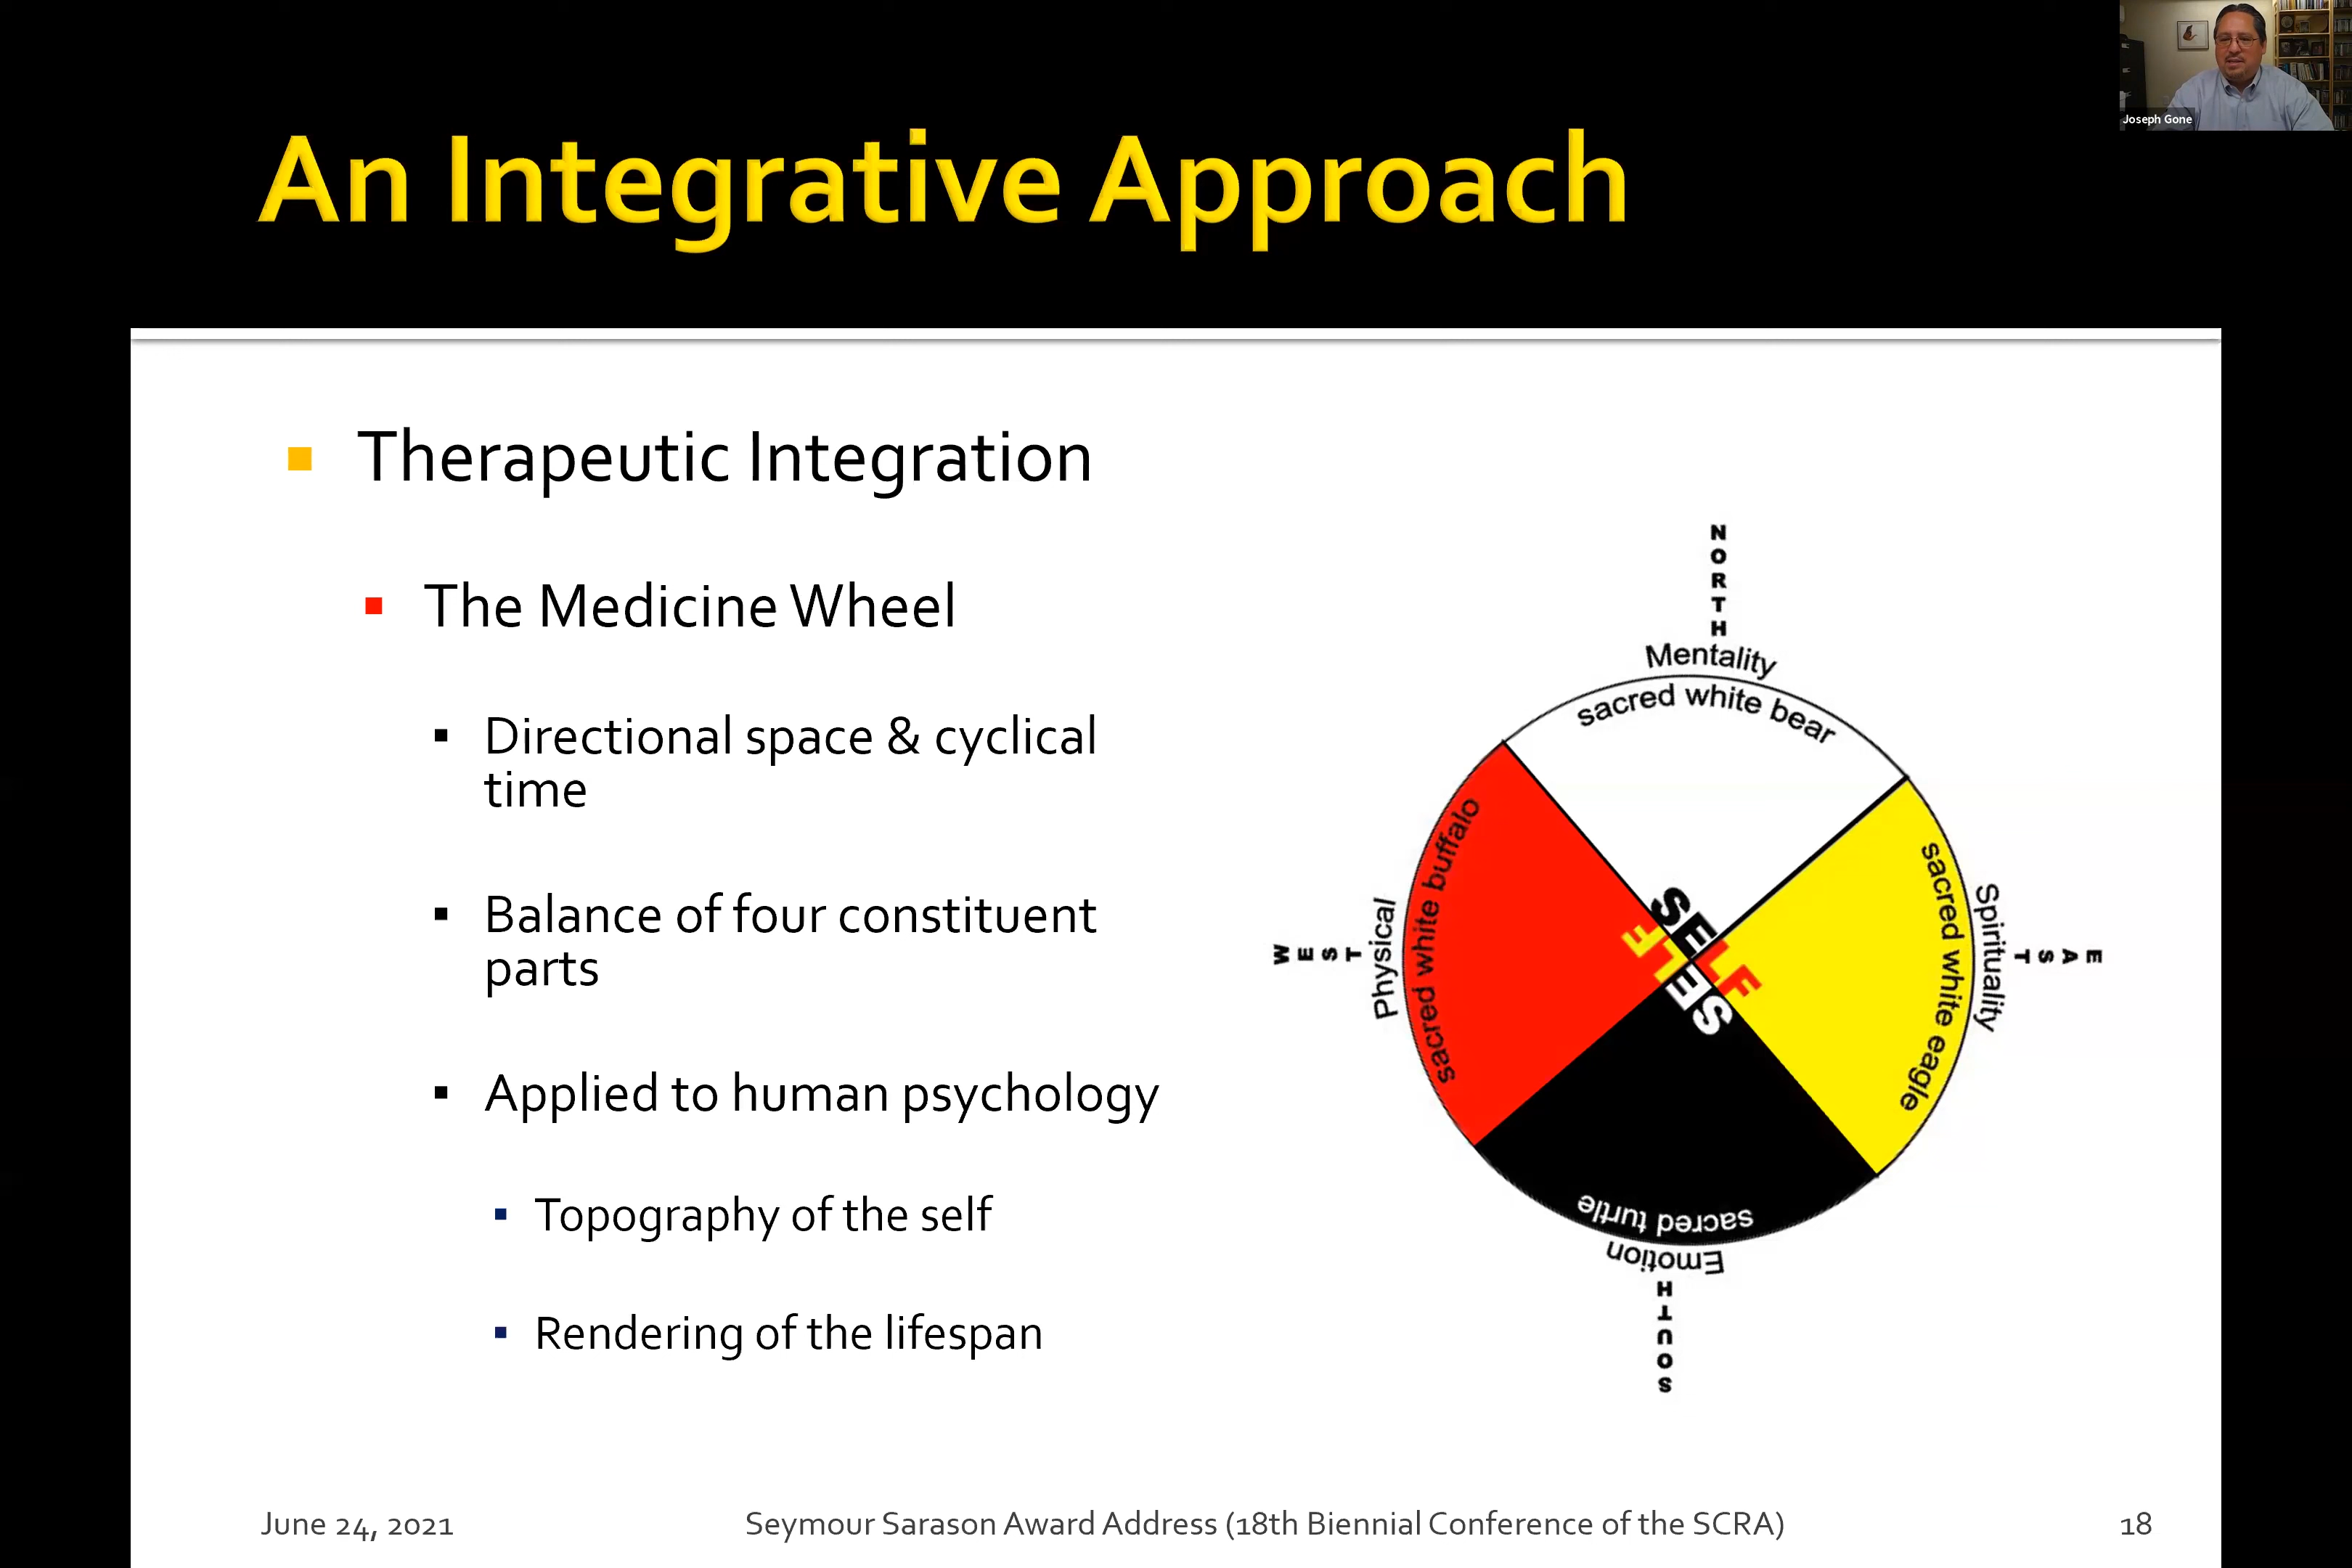 Joseph Gone
An Integrative Approach
Therapeutic Integration
The Medicine Wheel
Directional space & cyclical
time
Balance of four constituent
parts
Applied to human psychology
Topography of the self
Rendering of the lifespan
NORTH
Mentality
sacred white bear
WEST
Physical
sacred white buffalo
SELF
SELF
sacred white eagle
Spirituality
EAST
sacred turtle
Emotion
SOUTH
June 24, 2021
Seymour Sarason Award Address (18th Biennial Conference of the SCRA)
18